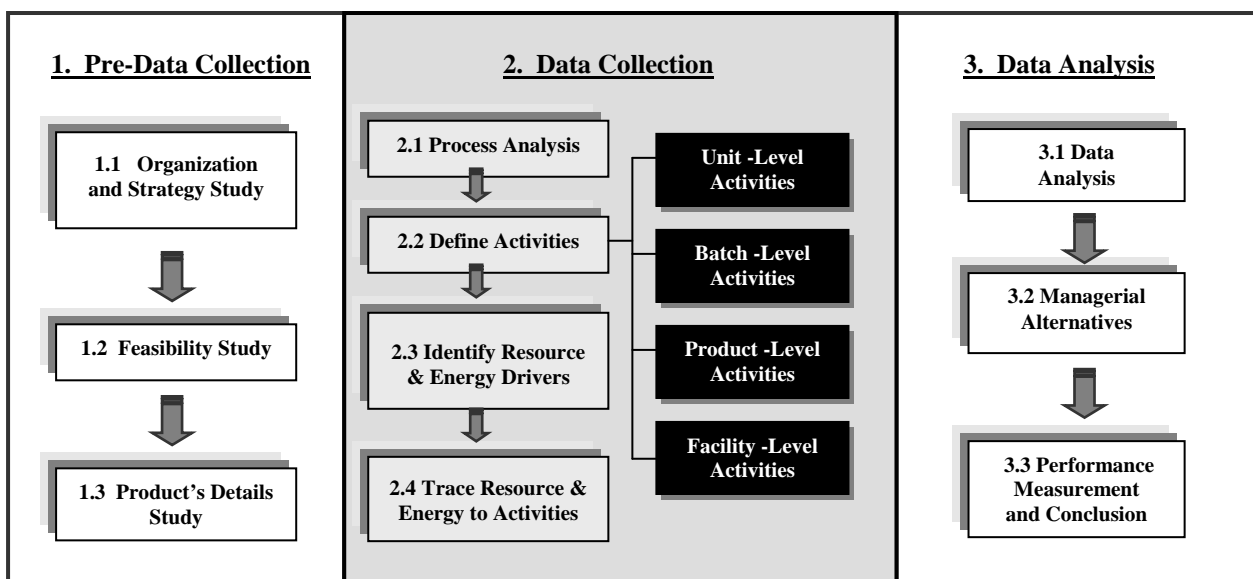 1. Pre-Data Collection
1.1 Organization
and Strategy Study
1.2 Feasibility Study
1.3 Product’s Details
Study
2. Data Collection
2.1 Process Analysis
2.2 Define Activities
2.3 Identify Resource
& Energy Drivers
2.4 Trace Resource &
Energy to Activities
Unit -Level
Activities
Batch -Level
Activities
Product -Level
Activities
Facility -Level
Activities
3. Data Analysis
3.1 Data
Analysis
3.2 Managerial
Alternatives
3.3 Performance
Measurement
and Conclusion